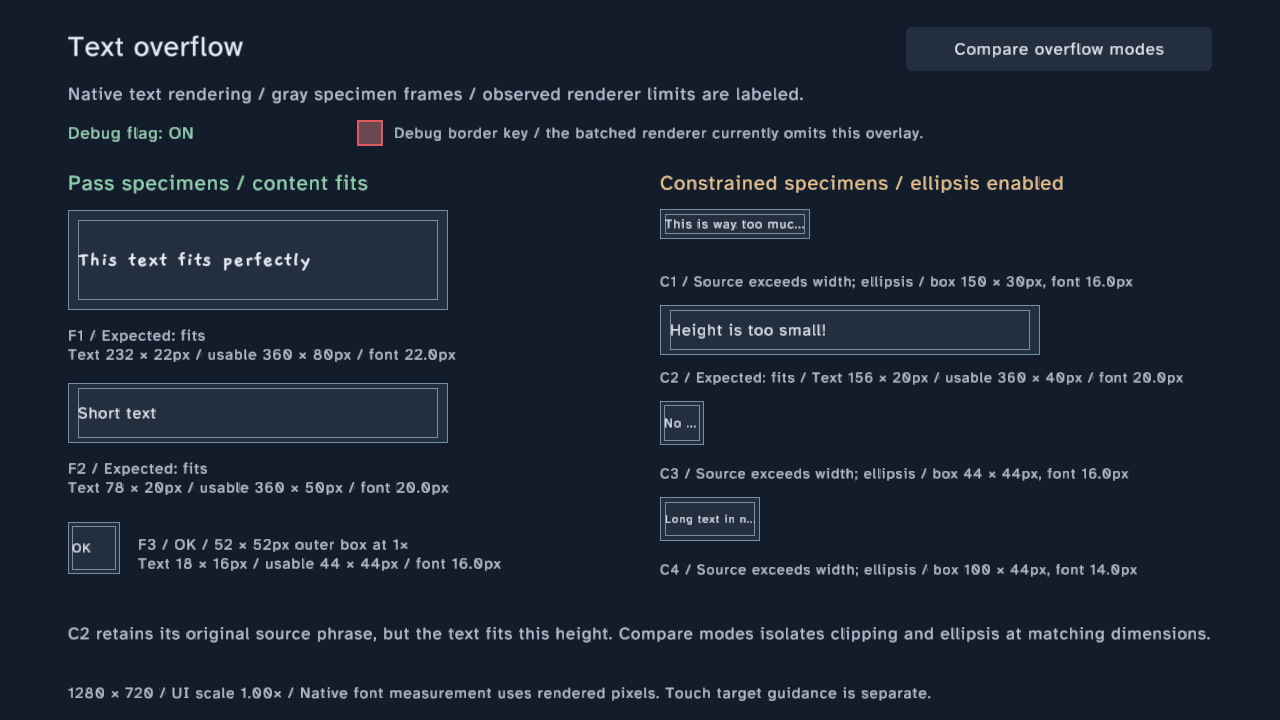 Text overflow
Compare overflow modes
Native text rendering / gray specimen frames / observed renderer limits are labeled.
Debug flag: ON
Debug border key / the batched renderer currently omits this overlay.
Pass specimens / content fits
This text fits perfectly
F1 / Expected: fits
Text 232 × 22px / usable 360 × 80px / font 22.0px
Short text
F2 / Expected: fits
Text 78 × 20px / usable 360 × 50px / font 20.0px
OK
F3 / OK / 52 × 52px outer box at 1×
Text 18 × 16px / usable 44 × 44px / font 16.0px
Constrained specimens / ellipsis enabled
This is way too muc...
C1 / Source exceeds width; ellipsis / box 150 × 30px, font 16.0px
Height is too small!
C2 / Expected: fits / Text 156 × 20px / usable 360 × 40px / font 20.0px
No ...
C3 / Source exceeds width; ellipsis / box 44 × 44px, font 16.0px
Long text in n...
C4 / Source exceeds width; ellipsis / box 100 × 44px, font 14.0px
C2 retains its original source phrase, but the text fits this height. Compare modes isolates clipping and ellipsis at matching dimensions.
1280 × 720 / UI scale 1.00× / Native font measurement uses rendered pixels. Touch target guidance is separate.